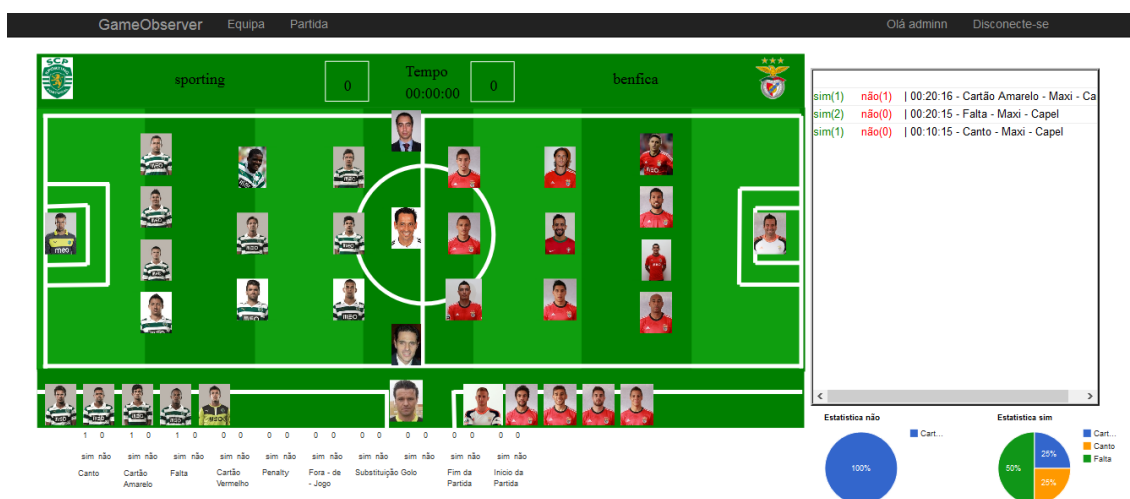 GameObserver Equipa Partida Olá adminn Disconecte-se
SCP
SPORTING
PORTUGAL
sporting 0 Tempo 0 benfica
00:00:00
sim(1) não(1) | 00:20:16 - Cartão Amarelo - Maxi - Ca
sim(2) não(0) | 00:20:15 - Falta - Maxi - Capel
sim(1) não(0) | 00:10:15 - Canto - Maxi - Capel
1 0 1 0 1 0 0 0 0 0 0 0 0 0 0 0 0 0 0 0
sim não sim não sim não sim não sim não sim não sim não sim não sim não sim não
Canto Cartão Amarelo Falta Cartão Vermelho Penalty Fora - de - Jogo Substituição Golo Fim da Partida Inicio da Partida
Estatistica não
Cart...
100%
Estatistica sim
Cart...
Canto
Falta
25%
50%
25%